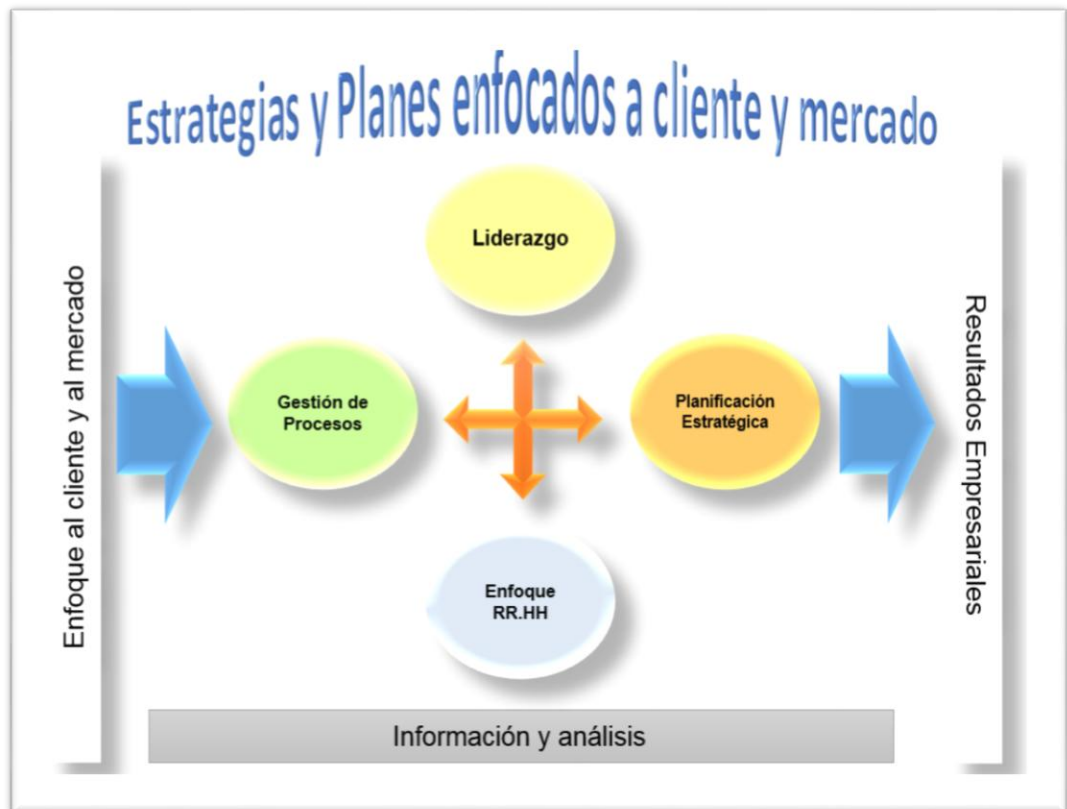 Estrategias y Planes enfocados a cliente y mercado
Liderazgo
Enfoque al cliente y al mercado
Gestión de
Procesos
Planificación
Estratégica
Resultados Empresariales
Enfoque
RR.HH
Información y análisis